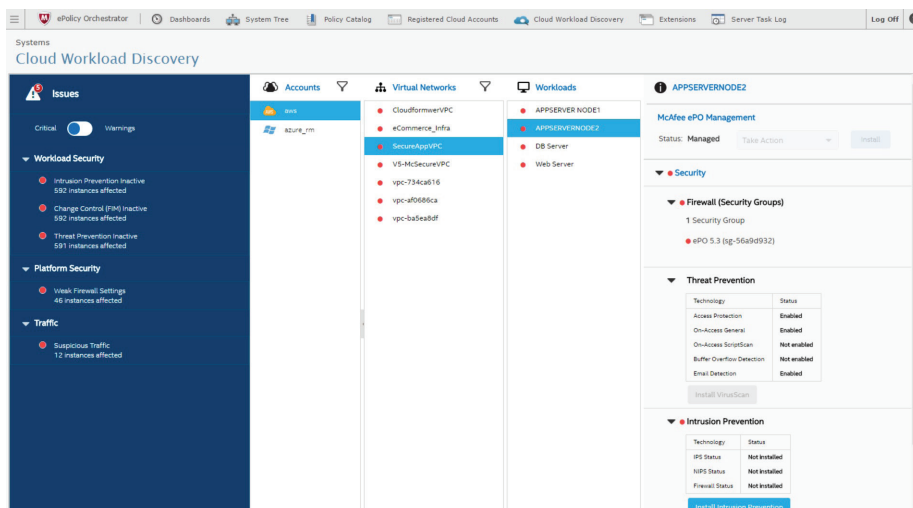 ePolicy Orchestrator
Dashboards
System Tree
Policy Catalog
Registered Cloud Accounts
Cloud Workload Discovery
Extensions
Server Task Log
Log Off
Systems
Cloud Workload Discovery
5
Issues
Critical
Warnings
Workload Security
Intrusion Prevention Inactive
592 instances affected
Change Control (FIM) Inactive
592 instances affected
Threat Prevention Inactive
591 instances affected
Platform Security
Weak Firewall Settings
46 instances affected
Traffic
Suspicious Traffic
12 instances affected
Accounts
aws
azure_rm
Virtual Networks
CloudformwerVPC
eCommerce_Infra
SecureAppVPC
V5-McSecureVPC
vpc-734ca616
vpc-af0686ca
vpc-ba5ea8df
Workloads
APPSERVER NODE1
APPSERVERNODE2
DB Server
Web Server
APPSERVERNODE2
McAfee ePO Management
Status: Managed
Take Action
Install
Security
Firewall (Security Groups)
1 Security Group
ePO 5.3 (sg-56a9d932)
Threat Prevention
Technology Status
Access Protection Enabled
On-Access General Enabled
On-Access ScriptScan Not enabled
Buffer Overflow Detection Not enabled
Email Detection Enabled
Install VirusScan
Intrusion Prevention
Technology Status
IPS Status Not installed
NIPS Status Not installed
Firewall Status Not installed
Install Intrusion Prevention